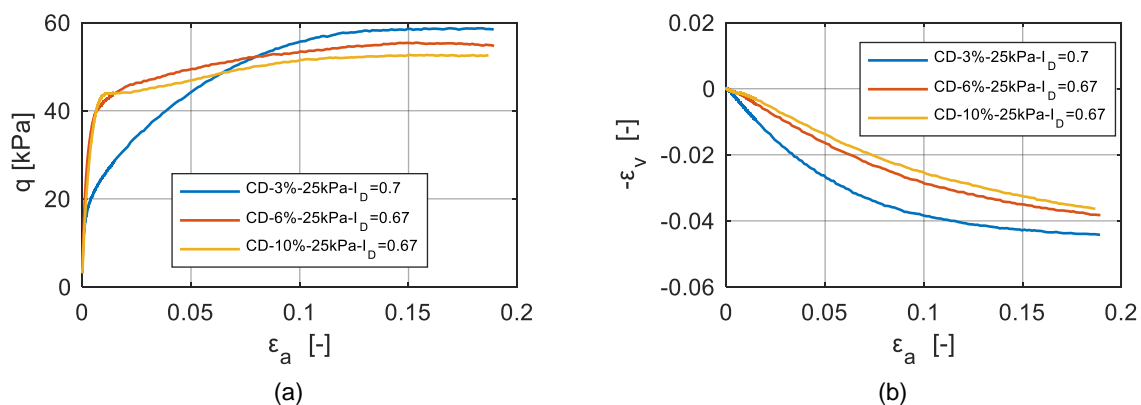 60
40
20
0
q [kPa]
CD-3%-25kPa-I_D=0.7
CD-6%-25kPa-I_D=0.67
CD-10%-25kPa-I_D=0.67
0 0.05 0.1 0.15 0.2
ε_a [-]
(a)
0.02
0
-0.02
-0.04
-0.06
-ε_v [-]
CD-3%-25kPa-I_D=0.7
CD-6%-25kPa-I_D=0.67
CD-10%-25kPa-I_D=0.67
0 0.05 0.1 0.15 0.2
ε_a [-]
(b)